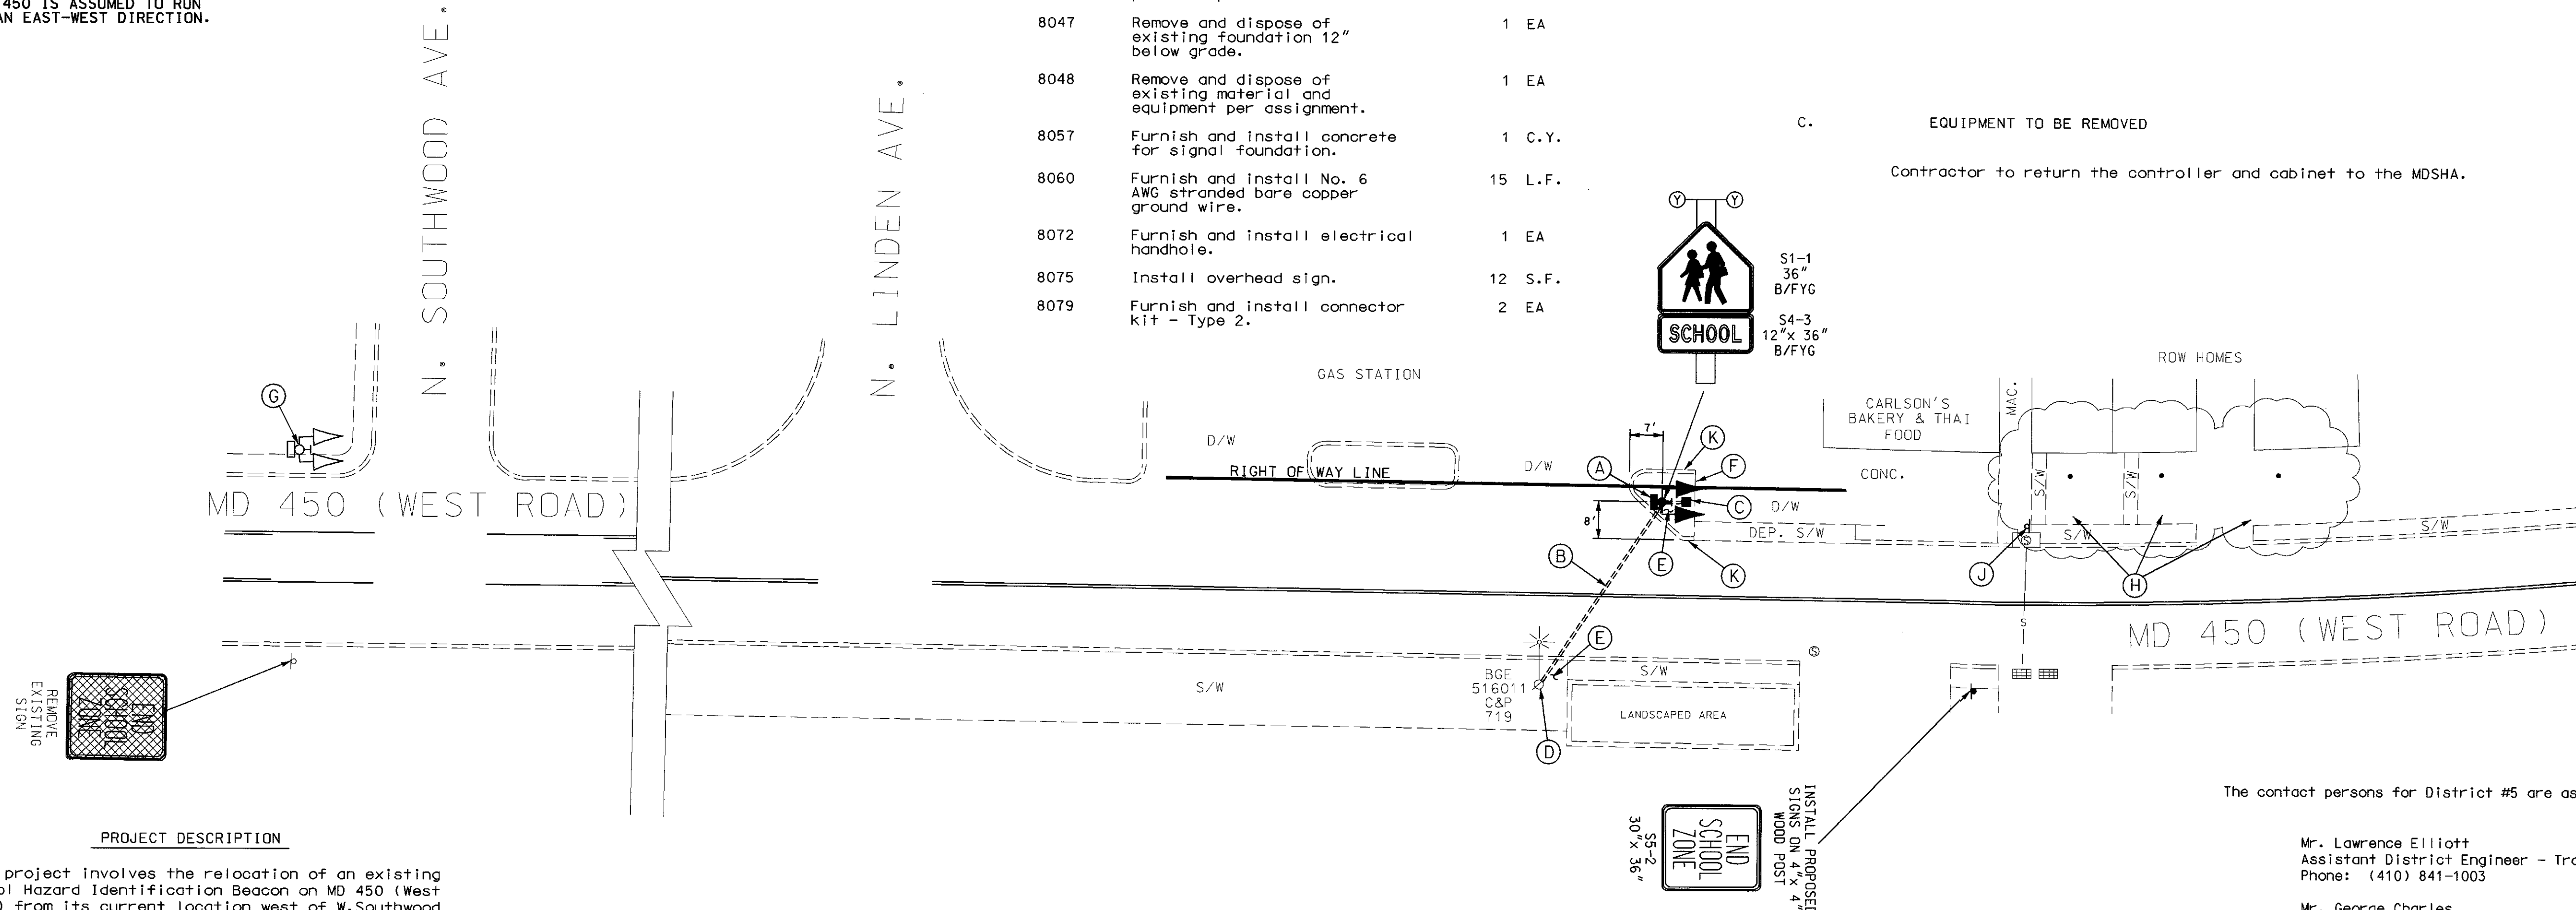 450 IS ASSUMED TO RUN
AN EAST-WEST DIRECTION.
N. SOUTHWOOD AVE.
N. LINDEN AVE.
8047 Remove and dispose of 1 EA
existing foundation 12"
below grade.
8048 Remove and dispose of 1 EA
existing material and
equipment per assignment.
8057 Furnish and install concrete 1 C.Y.
for signal foundation.
8060 Furnish and install No. 6 15 L.F.
AWG stranded bare copper
ground wire.
8072 Furnish and install electrical 1 EA
handhole.
8075 Install overhead sign. 12 S.F.
8079 Furnish and install connector 2 EA
kit - Type 2.
C. EQUIPMENT TO BE REMOVED
Contractor to return the controller and cabinet to the MDSHA.
Y Y
S1-1
36"
B/FYG
SCHOOL
S4-3
12"x 36"
B/FYG
GAS STATION
ROW HOMES
CARLSON'S
BAKERY & THAI
FOOD
MAC.
G
D/W
RIGHT OF WAY LINE
D/W
7'
K
A
F
C
D/W
CONC.
8'
E
K
DEP. S/W
S/W
S/W
S/W
S/W
S
J
H
MD 450 (WEST ROAD)
B
E
S
S
MD 450 (WEST ROAD)
BGE
516011
C&P
719
S/W
S/W
LANDSCAPED AREA
D
END
SCHOOL
ZONE
REMOVE
EXISTING
SIGN
END
SCHOOL
ZONE
S5-2
30"x 36"
INSTALL PROPOSED
SIGNS ON 4"x 4"
WOOD POST
PROJECT DESCRIPTION
project involves the relocation of an existing
Hazard Identification Beacon on MD 450 (West
from its current location west of W.Southwood
The contact persons for District #5 are as
Mr. Lawrence Elliott
Assistant District Engineer -
Phone: (410) 841-1003
Mr. George Charles